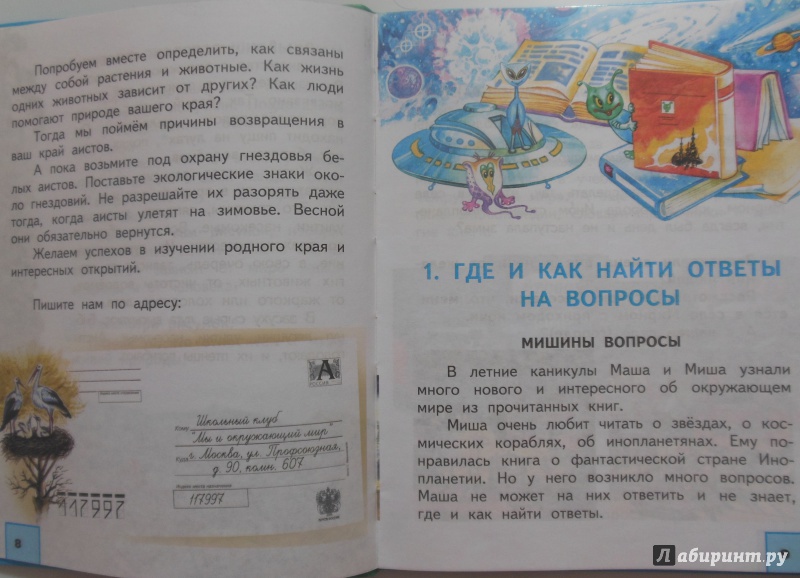 Попробуем вместе определить, как связаны
между собой растения и животные. Как жизнь
одних животных зависит от других? Как люди
помогают природе вашего края?
Тогда мы поймём причины возвращения в
ваш край аистов.
А пока возьмите под охрану гнездовья бе-
лых аистов. Поставьте экологические знаки око-
ло гнездовий. Не разрешайте их разорять даже
тогда, когда аисты улетят на зимовье. Весной
они обязательно вернутся.
Желаем успехов в изучении родного края и
интересных открытий.
Пишите нам по адресу:
А
РОССИЯ
Кому Школьный клуб
"Мы и окружающий мир"
Куда г. Москва, ул. Профсоюзная,
д. 90, комн. 607
117997
117997
8
1. ГДЕ И КАК НАЙТИ ОТВЕТЫ
НА ВОПРОСЫ
МИШИНЫ ВОПРОСЫ
В летние каникулы Маша и Миша узнали
много нового и интересного об окружающем
мире из прочитанных книг.
Миша очень любит читать о звёздах, о кос-
мических кораблях, об инопланетянах. Ему по-
нравилась книга о фантастической стране Ино-
планетии. Но у него возникло много вопросов.
Маша не может на них ответить и не знает,
где и как найти ответы.
Лабиринт.ру